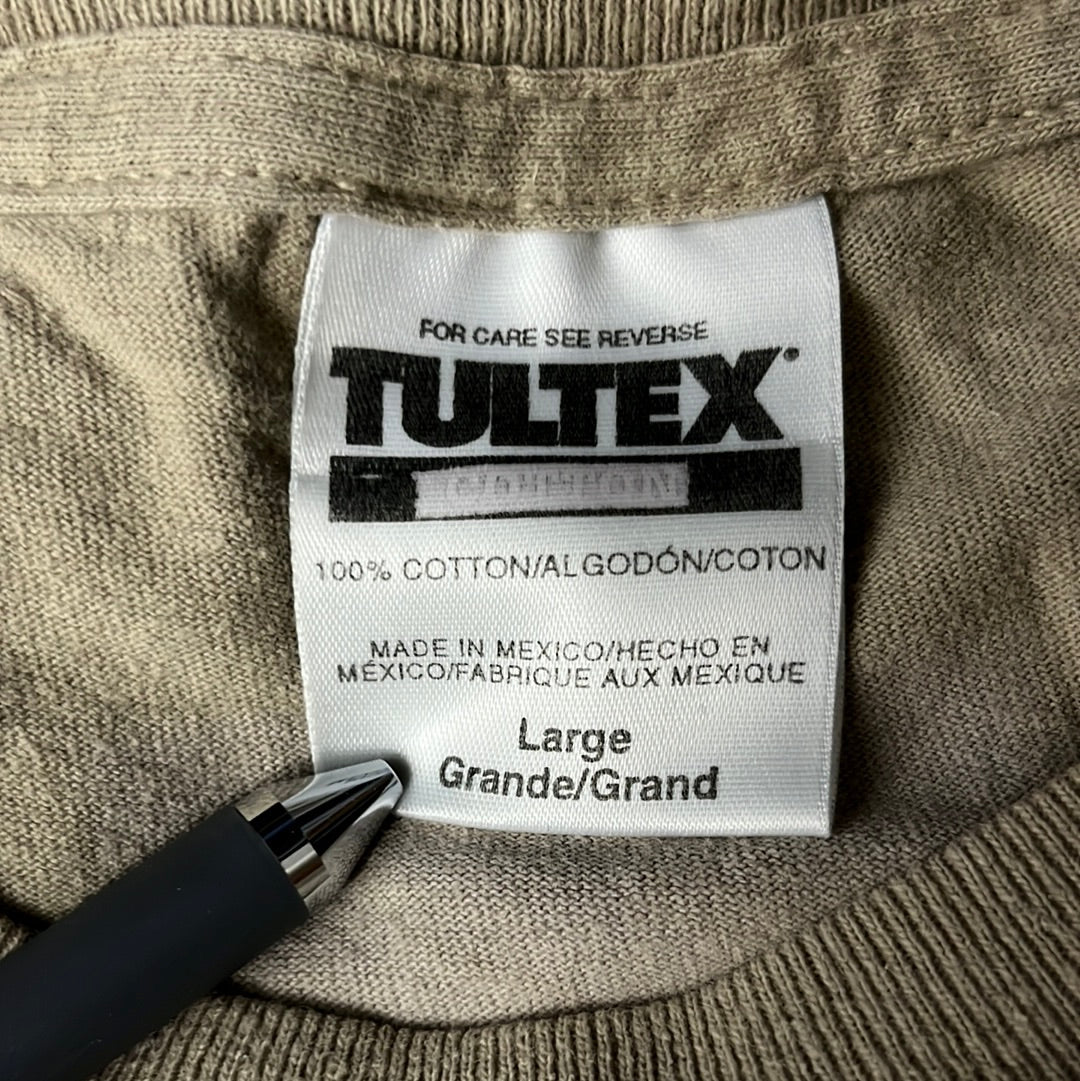 FOR CARE SEE REVERSE
TULTEX®
100% COTTON/ALGODÓN/COTON
MADE IN MEXICO/HECHO EN
MÉXICO/FABRIQUE AUX MEXIQUE
Large
Grande/Grand